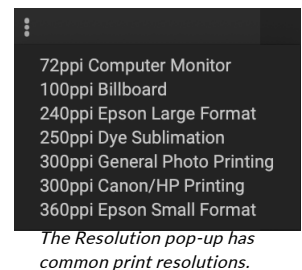 72ppi Computer Monitor
100ppi Billboard
240ppi Epson Large Format
250ppi Dye Sublimation
300ppi General Photo Printing
300ppi Canon/HP Printing
360ppi Epson Small Format
The Resolution pop-up has
common print resolutions.